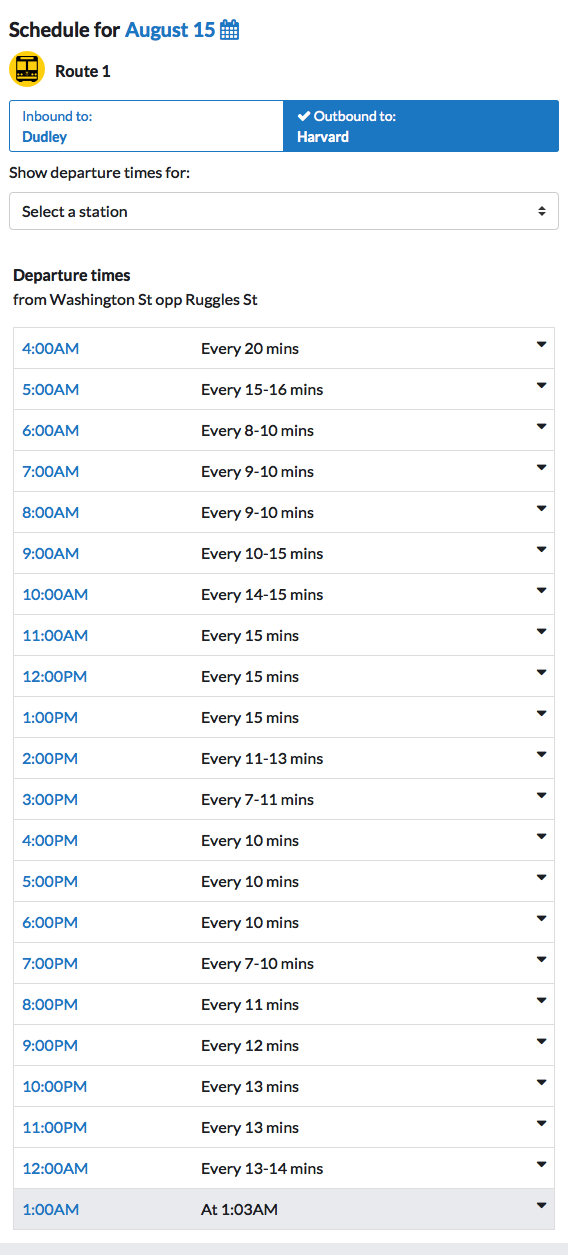 Schedule for August 15
Route 1
Inbound to:
Dudley
Outbound to:
Harvard
Show departure times for:
Select a station
Departure times
from Washington St opp Ruggles St
4:00AM Every 20 mins
5:00AM Every 15-16 mins
6:00AM Every 8-10 mins
7:00AM Every 9-10 mins
8:00AM Every 9-10 mins
9:00AM Every 10-15 mins
10:00AM Every 14-15 mins
11:00AM Every 15 mins
12:00PM Every 15 mins
1:00PM Every 15 mins
2:00PM Every 11-13 mins
3:00PM Every 7-11 mins
4:00PM Every 10 mins
5:00PM Every 10 mins
6:00PM Every 10 mins
7:00PM Every 7-10 mins
8:00PM Every 11 mins
9:00PM Every 12 mins
10:00PM Every 13 mins
11:00PM Every 13 mins
12:00AM Every 13-14 mins
1:00AM At 1:03AM